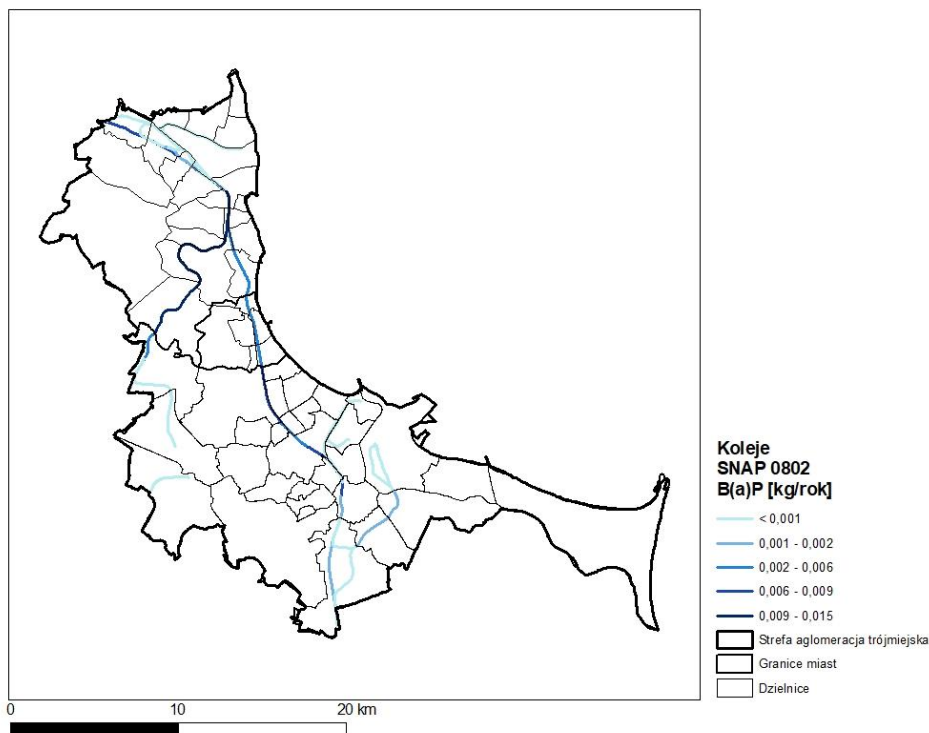 Koleje
SNAP 0802
B(a)P [kg/rok]
< 0,001
0,001 - 0,002
0,002 - 0,006
0,006 - 0,009
0,009 - 0,015
Strefa aglomeracja trójmiejska
Granice miast
Dzielnice
0 10 20 km